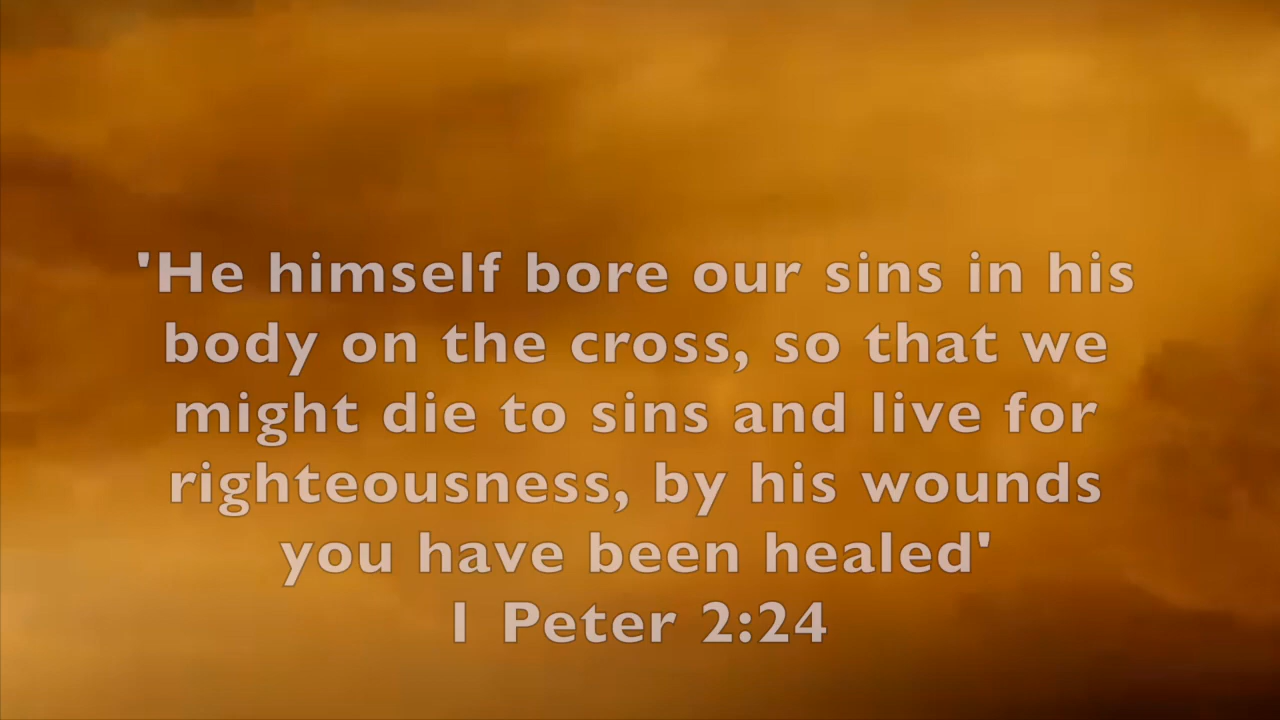 'He himself bore our sins in his
body on the cross, so that we
might die to sins and live for
righteousness, by his wounds
you have been healed'
1 Peter 2:24